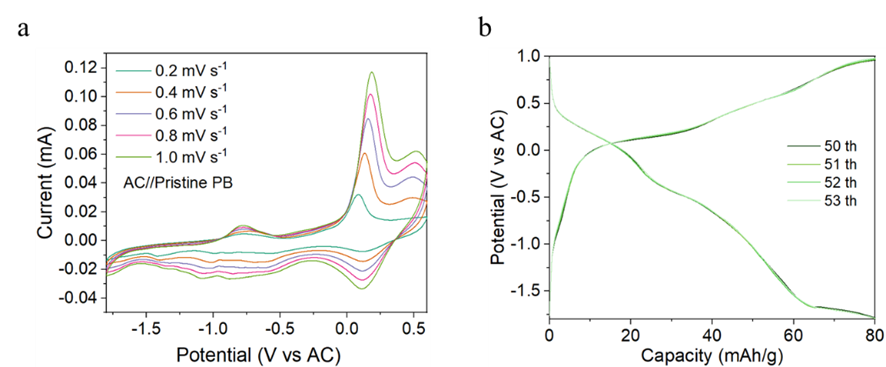 a
0.12
0.10
0.08
0.06
0.04
0.02
0.00
-0.02
-0.04
Current (mA)
0.2 mV s⁻¹
0.4 mV s⁻¹
0.6 mV s⁻¹
0.8 mV s⁻¹
1.0 mV s⁻¹
AC//Pristine PB
-1.5
-1.0
-0.5
0.0
0.5
Potential (V vs AC)
b
1.0
0.5
0.0
-0.5
-1.0
-1.5
Potential (V vs AC)
50 th
51 th
52 th
53 th
0
20
40
60
80
Capacity (mAh/g)